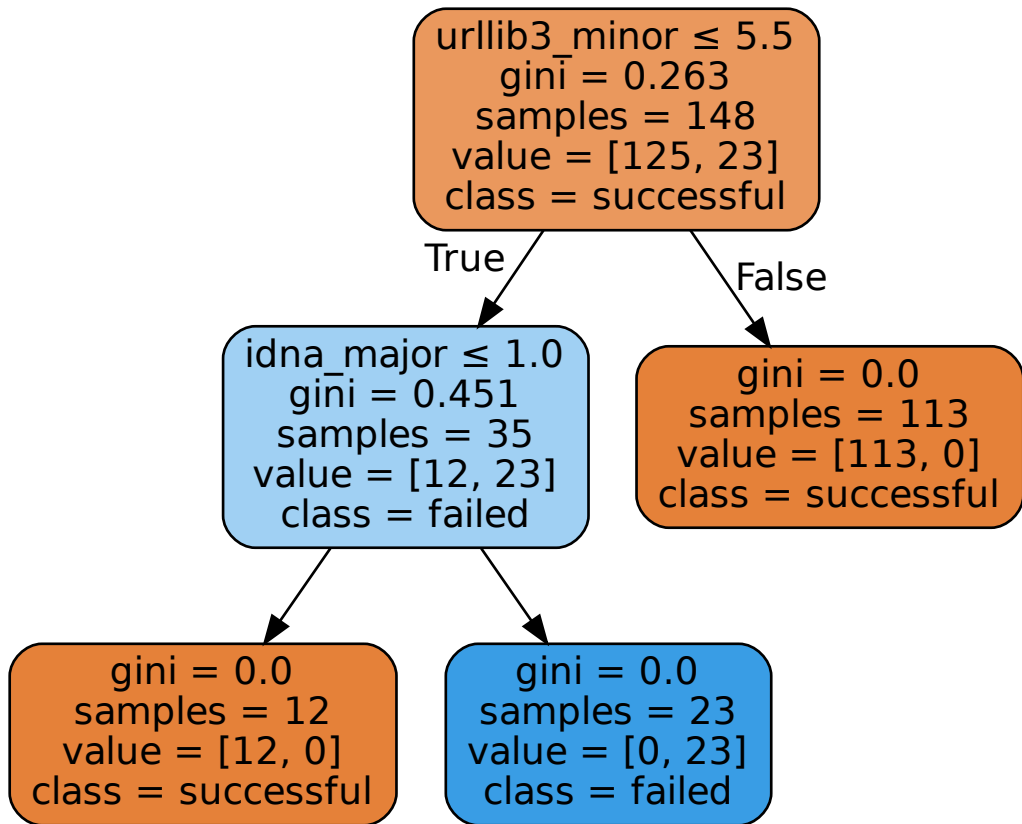 urllib3_minor ≤ 5.5
gini = 0.263
samples = 148
value = [125, 23]
class = successful
True
False
idna_major ≤ 1.0
gini = 0.451
samples = 35
value = [12, 23]
class = failed
gini = 0.0
samples = 113
value = [113, 0]
class = successful
gini = 0.0
samples = 12
value = [12, 0]
class = successful
gini = 0.0
samples = 23
value = [0, 23]
class = failed